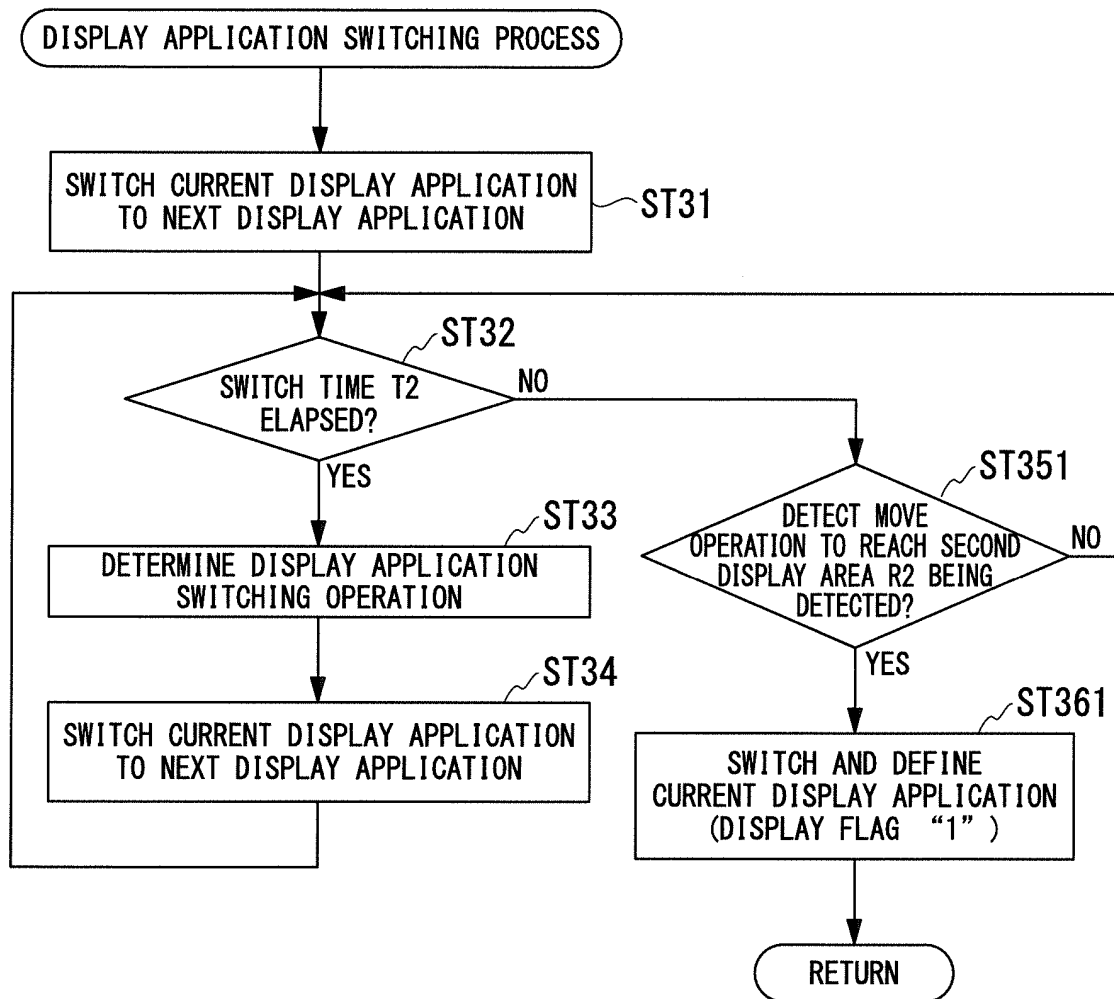 DISPLAY APPLICATION SWITCHING PROCESS
SWITCH CURRENT DISPLAY APPLICATION
TO NEXT DISPLAY APPLICATION
ST31
ST32
SWITCH TIME T2
ELAPSED?
NO
YES
ST33
DETERMINE DISPLAY APPLICATION
SWITCHING OPERATION
ST34
SWITCH CURRENT DISPLAY APPLICATION
TO NEXT DISPLAY APPLICATION
ST351
DETECT MOVE
OPERATION TO REACH SECOND
DISPLAY AREA R2 BEING
DETECTED?
NO
YES
ST361
SWITCH AND DEFINE
CURRENT DISPLAY APPLICATION
(DISPLAY FLAG “1”)
RETURN